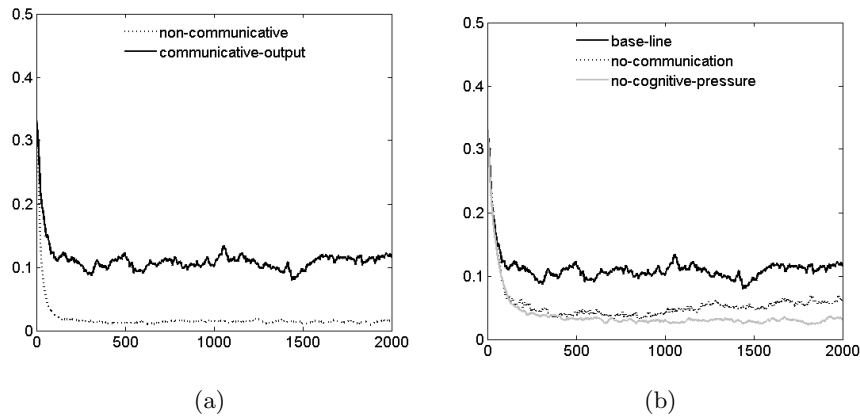 0.5
non-communicative
communicative-output
0.4
0.3
0.2
0.1
0
0 500 1000 1500 2000
(a)
0.5
base-line
no-communication
no-cognitive-pressure
0.4
0.3
0.2
0.1
0
0 500 1000 1500 2000
(b)